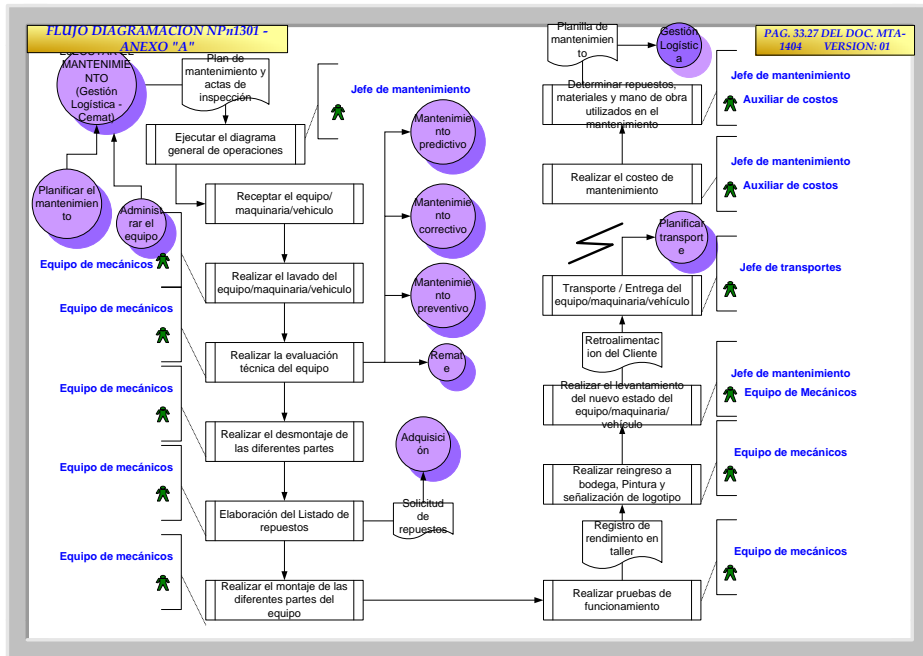 FLUJO DIAGRAMACION NPn1301 -
ANEXO "A"
PAG. 33.27 DEL DOC. MTA-
1404 VERSION: 01
MANTENIMIE
NTO
(Gestión
Logística -
Cemat)
Plan de
mantenimiento y
actas de
inspección
Jefe de mantenimiento
Ejecutar el diagrama
general de operaciones
Planificar el
mantenimien
to
Administ
rar el
equipo
Receptar el equipo/
maquinaria/vehiculo
Equipo de mecánicos
Realizar el lavado del
equipo/maquinaria/vehiculo
Equipo de mecánicos
Realizar la evaluación
técnica del equipo
Mantenimie
nto
predictivo
Mantenimie
nto
correctivo
Mantenimie
nto
preventivo
Remat
e
Equipo de mecánicos
Realizar el desmontaje de
las diferentes partes
Equipo de mecánicos
Elaboración del Listado de
repuestos
Solicitud
de
repuestos
Adquisici
ón
Equipo de mecánicos
Realizar el montaje de las
diferentes partes del
equipo
Planilla de
mantenimien
to
Gestión
Logístic
a
Jefe de mantenimiento
Auxiliar de costos
Determinar repuestos,
materiales y mano de obra
utilizados en el
mantenimiento
Jefe de mantenimiento
Auxiliar de costos
Realizar el costeo de
mantenimiento
Planificar
transport
e
Jefe de transportes
Transporte / Entrega del
equipo/maquinaria/vehículo
Retroalimentac
ion del Cliente
Jefe de mantenimiento
Equipo de Mecánicos
Realizar el levantamiento
del nuevo estado del
equipo/maquinaria/
vehículo
Equipo de mecánicos
Realizar reingreso a
bodega, Pintura y
señalización de logotipo
Registro de
rendimiento en
taller
Equipo de mecánicos
Realizar pruebas de
funcionamiento